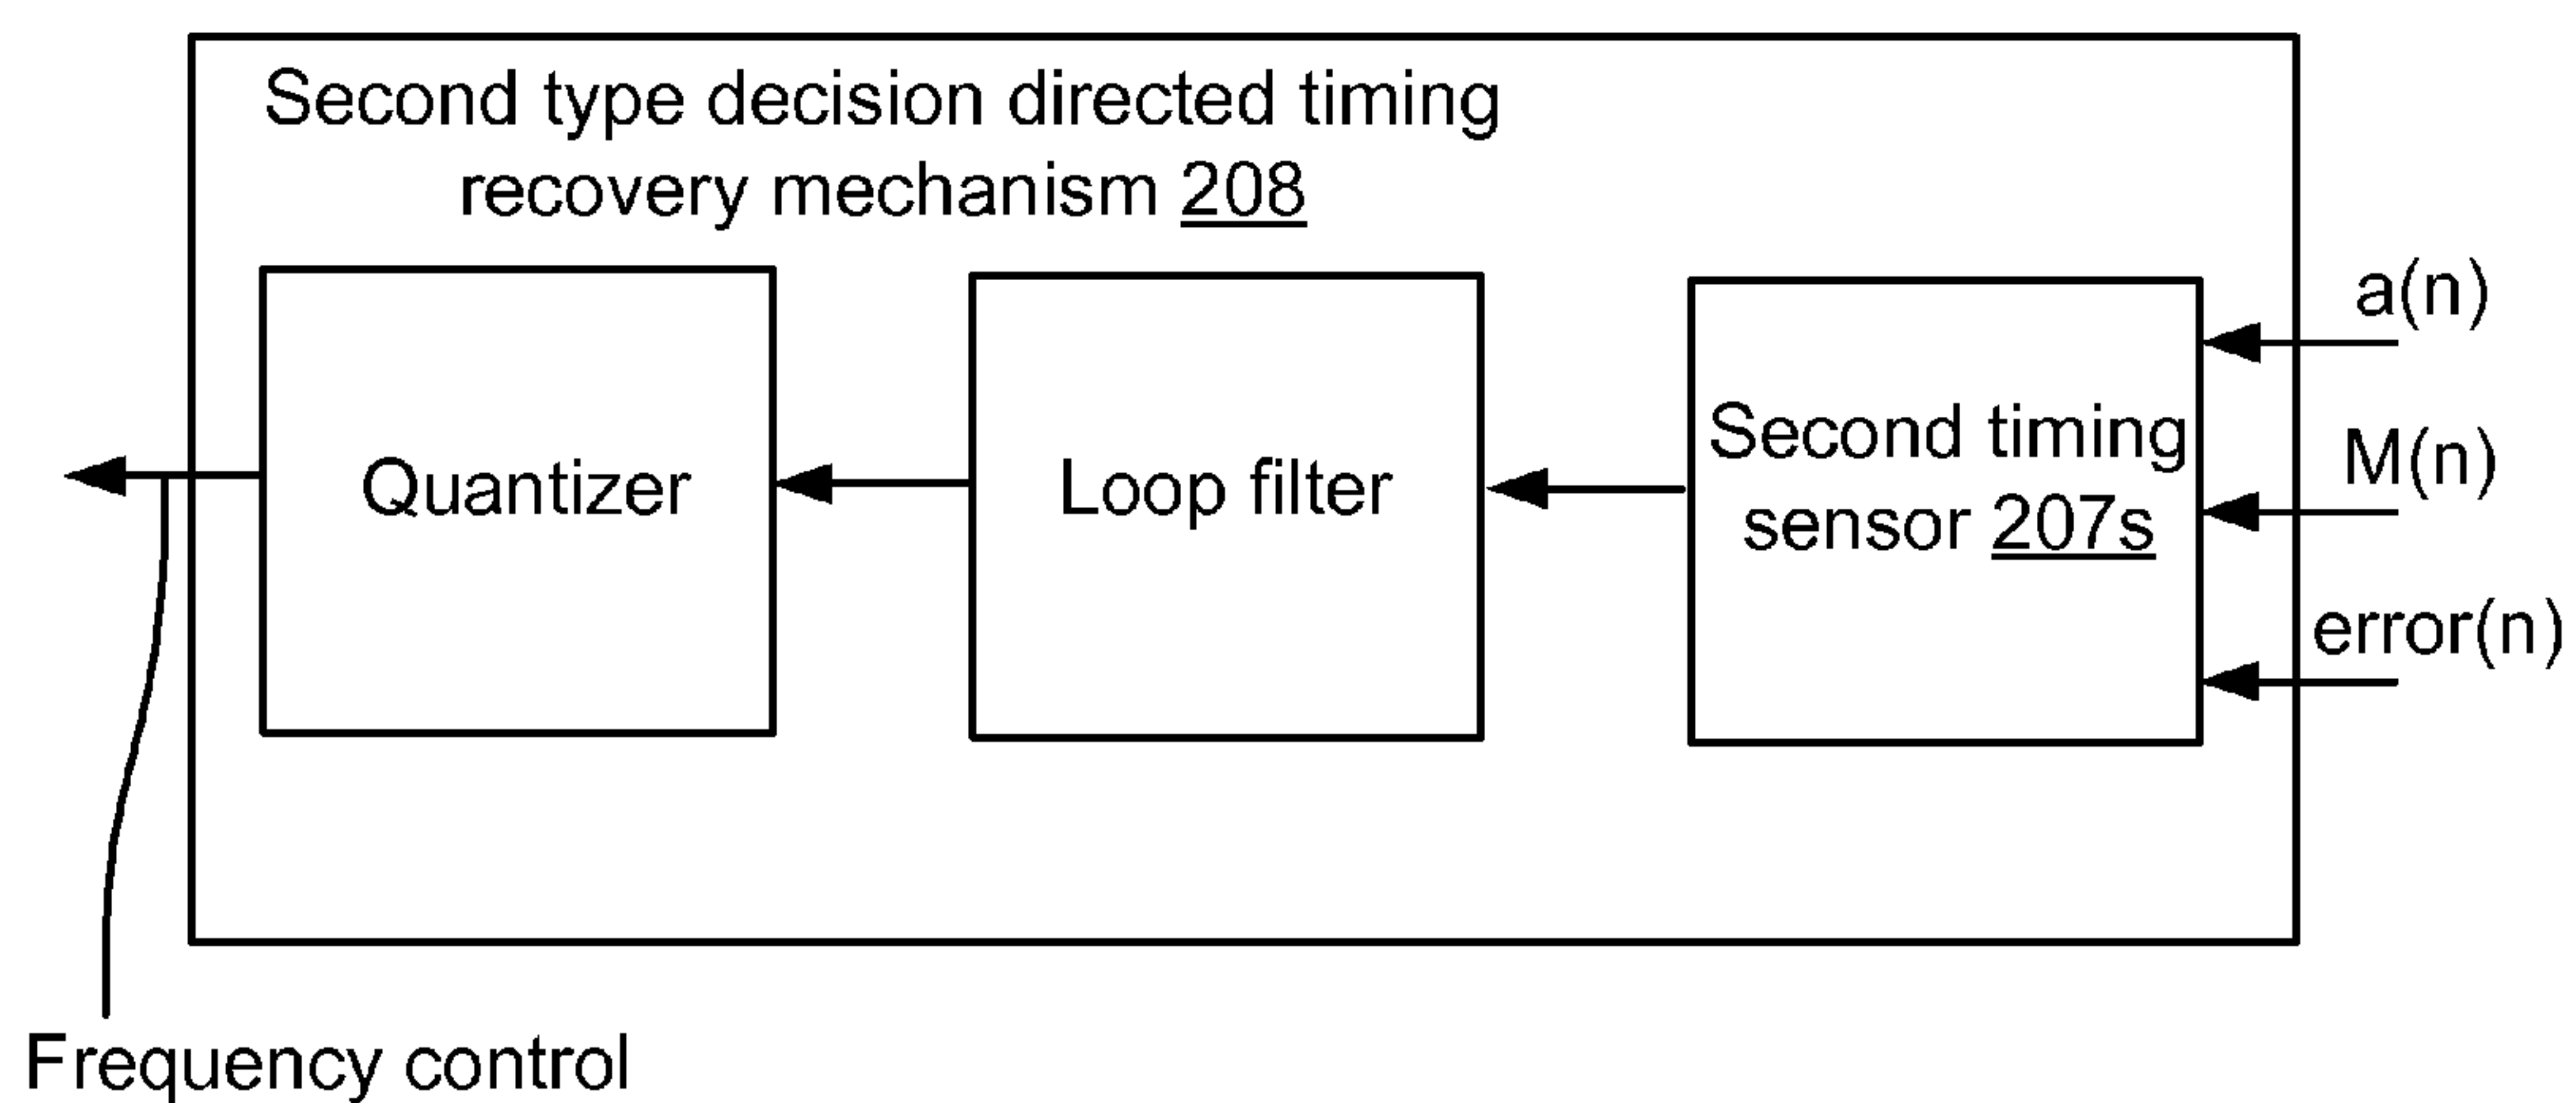 Second type decision directed timing
recovery mechanism 208
Quantizer
Loop filter
Second timing
sensor 207s
a(n)
M(n)
error(n)
Frequency control